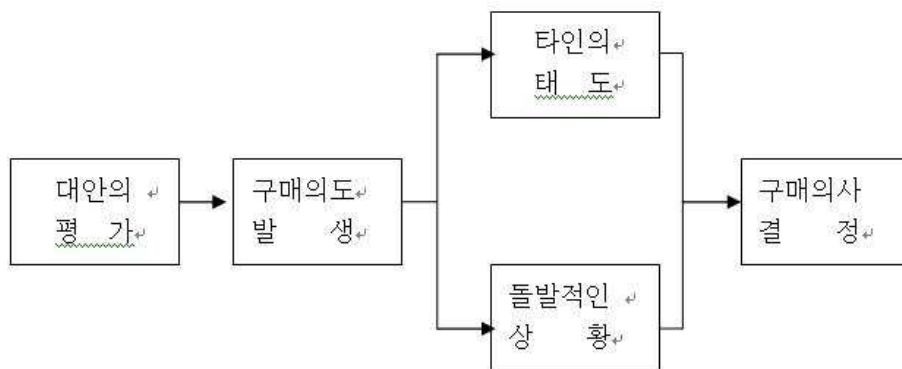 대안의
평 가
구매의도
발 생
타인의
태 도
돌발적인
상 황
구매의사
결 정